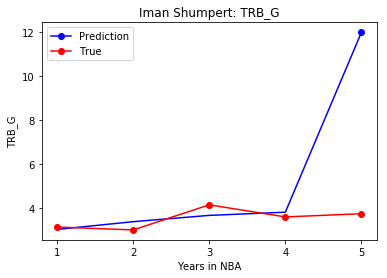 Iman Shumpert: TRB_G
Prediction
True
12
10
8
6
4
TRB_G
1 2 3 4 5
Years in NBA